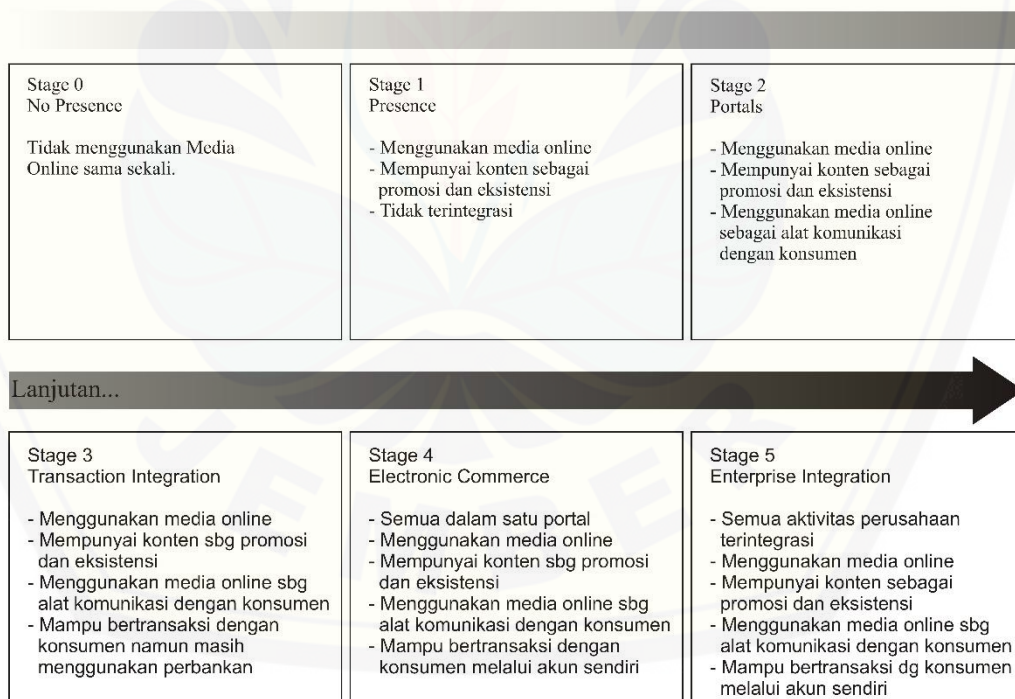 Stage 0
No Presence
Tidak menggunakan Media
Online sama sekali.
Stage 1
Presence
- Menggunakan media online
- Mempunyai konten sebagai
promosi dan eksistensi
- Tidak terintegrasi
Stage 2
Portals
- Menggunakan media online
- Mempunyai konten sebagai
promosi dan eksistensi
- Menggunakan media online
sebagai alat komunikasi
dengan konsumen
Lanjutan...
Stage 3
Transaction Integration
- Menggunakan media online
- Mempunyai konten sbg promosi
dan eksistensi
- Menggunakan media online sbg
alat komunikasi dengan konsumen
- Mampu bertransaksi dengan
konsumen namun masih
menggunakan perbankan
Stage 4
Electronic Commerce
- Semua dalam satu portal
- Menggunakan media online
- Mempunyai konten sbg promosi
dan eksistensi
- Menggunakan media online sbg
alat komunikasi dengan konsumen
- Mampu bertransaksi dengan
konsumen melalui akun sendiri
Stage 5
Enterprise Integration
- Semua aktivitas perusahaan
terintegrasi
- Menggunakan media online
- Mempunyai konten sebagai
promosi dan eksistensi
- Menggunakan media online sbg
alat komunikasi dengan konsumen
- Mampu bertransaksi dg konsumen
melalui akun sendiri
JEMBER